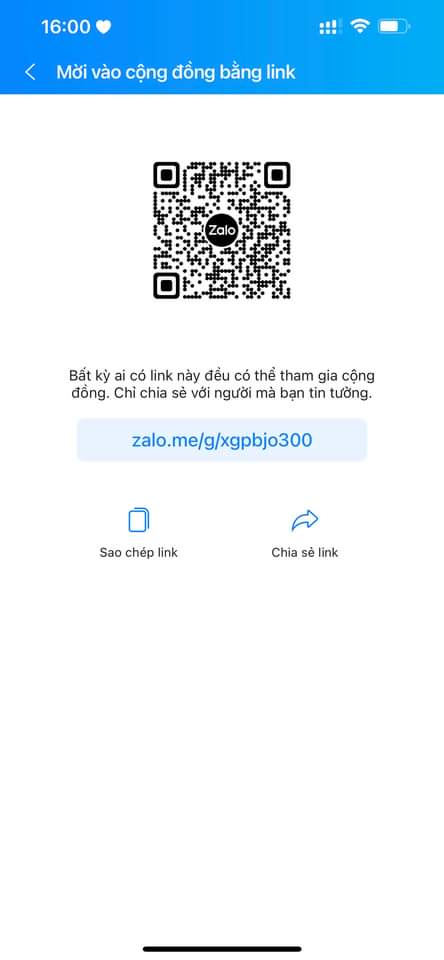 16:00
Mời vào cộng đồng bằng link
Zalo
Bất kỳ ai có link này đều có thể tham gia cộng
đồng. Chỉ chia sẻ với người mà bạn tin tưởng.
zalo.me/g/xgpbjo300
Sao chép link
Chia sẻ link